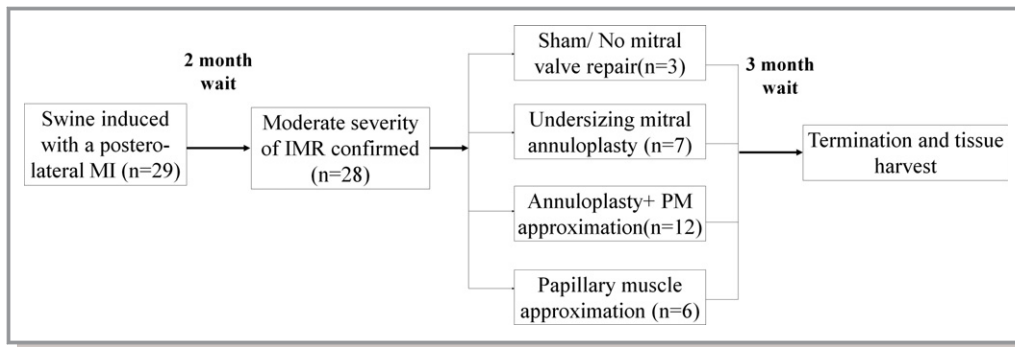 2 month
wait
Swine induced
with a postero-
lateral MI (n=29)
Moderate severity
of IMR confirmed
(n=28)
Sham/ No mitral
valve repair(n=3)
Undersizing mitral
annuloplasty (n=7)
Annuloplasty+ PM
approximation(n=12)
Papillary muscle
approximation (n=6)
3 month
wait
Termination and tissue
harvest